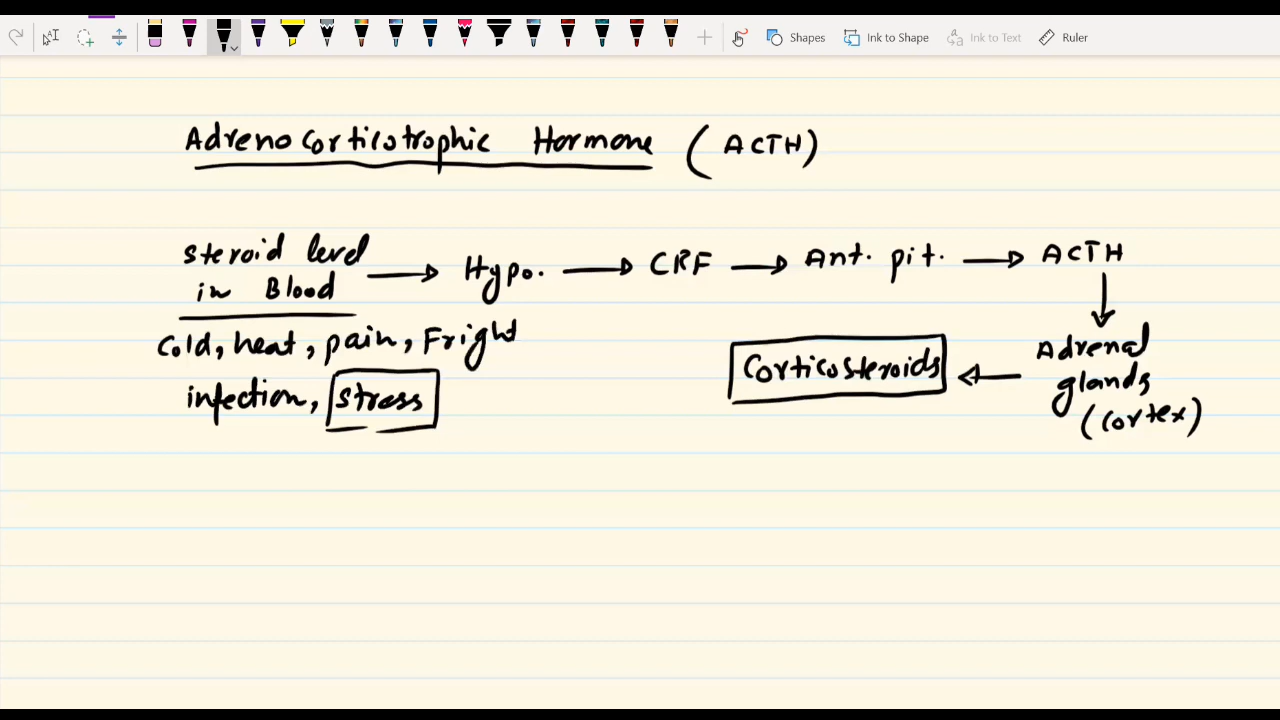 Shapes Ink to Shape Ink to Text Ruler
Adrenocorticotrophic Hormone (ACTH)
steroid level
in Blood → Hypo. → CRF → Ant. pit. → ACTH
Cold, heat, pain, Fright
infection, stress
↓
Adrenal
glands
(cortex)
← Corticosteroids